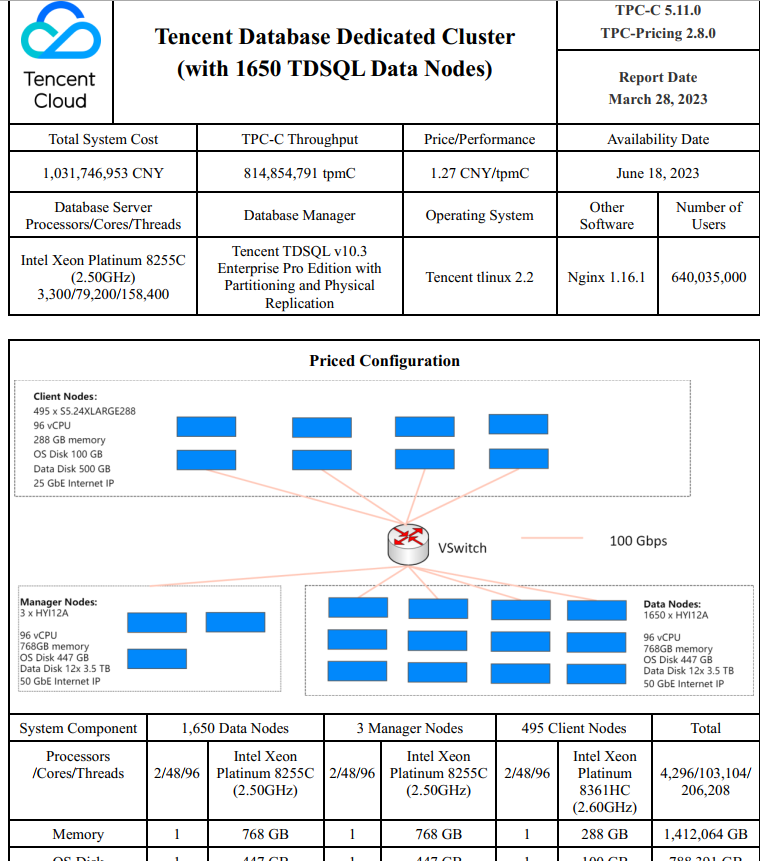 TPC-C 5.11.0
TPC-Pricing 2.8.0
Tencent
Cloud
Tencent Database Dedicated Cluster
(with 1650 TDSQL Data Nodes)
Report Date
March 28, 2023
Total System Cost
TPC-C Throughput
Price/Performance
Availability Date
1,031,746,953 CNY
814,854,791 tpmC
1.27 CNY/tpmC
June 18, 2023
Database Server
Processors/Cores/Threads
Database Manager
Operating System
Other
Software
Number of
Users
Intel Xeon Platinum 8255C
(2.50GHz)
3,300/79,200/158,400
Tencent TDSQL v10.3
Enterprise Pro Edition with
Partitioning and Physical
Replication
Tencent tlinux 2.2
Nginx 1.16.1
640,035,000
Priced Configuration
Client Nodes:
495 x S5.24XLARGE288
96 vCPU
288 GB memory
OS Disk 100 GB
Data Disk 500 GB
25 GbE Internet IP
VSwitch
100 Gbps
Manager Nodes:
3 x HYI12A
96 vCPU
768GB memory
OS Disk 447 GB
Data Disk 12x 3.5 TB
50 GbE Internet IP
Data Nodes:
1650 x HYI12A
96 vCPU
768GB memory
OS Disk 447 GB
Data Disk 12x 3.5 TB
50 GbE Internet IP
System Component
1,650 Data Nodes
3 Manager Nodes
495 Client Nodes
Total
Processors
/Cores/Threads
2/48/96
Intel Xeon
Platinum 8255C
(2.50GHz)
2/48/96
Intel Xeon
Platinum 8255C
(2.50GHz)
2/48/96
Intel Xeon
Platinum
8361HC
(2.60GHz)
4,296/103,104/
206,208
Memory
1
768 GB
1
768 GB
1
288 GB
1,412,064 GB
OS Disk
1
447 GB
1
447 GB
1
100 GB